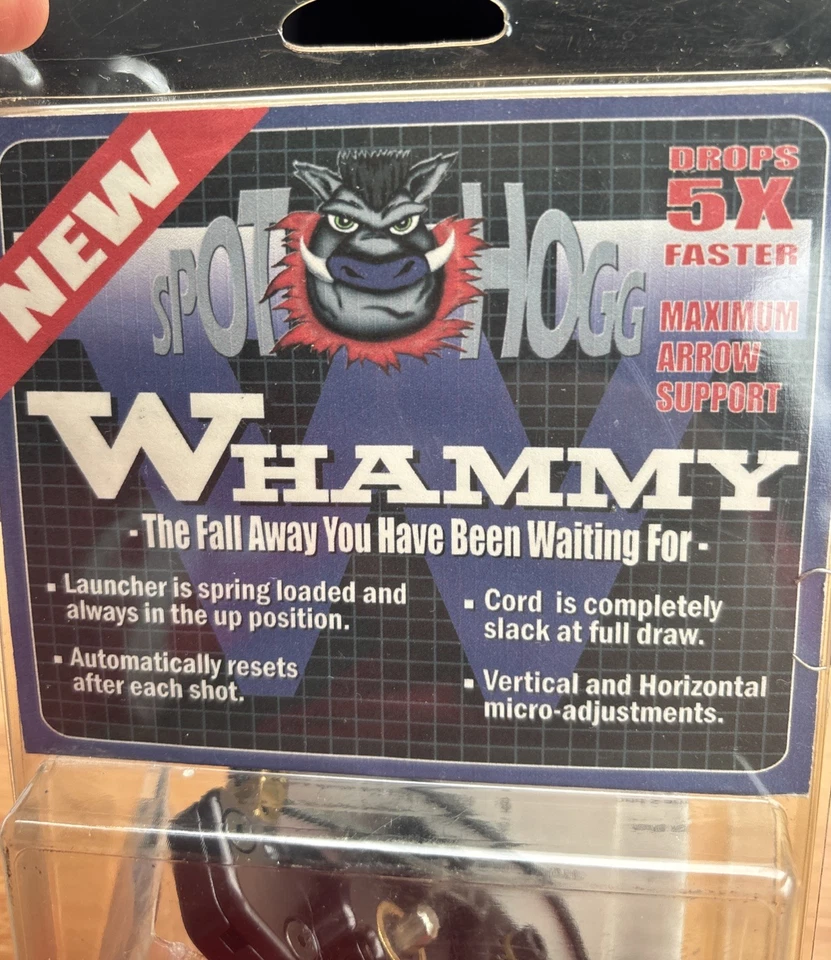 NEW
SPOT HOGG
DROPS
5X
FASTER
MAXIMUM
ARROW
SUPPORT
WHAMMY
- The Fall Away You Have Been Waiting For -
▪ Launcher is spring loaded and
always in the up position.
▪ Automatically resets
after each shot.
▪ Cord is completely
slack at full draw.
▪ Vertical and Horizontal
micro-adjustments.